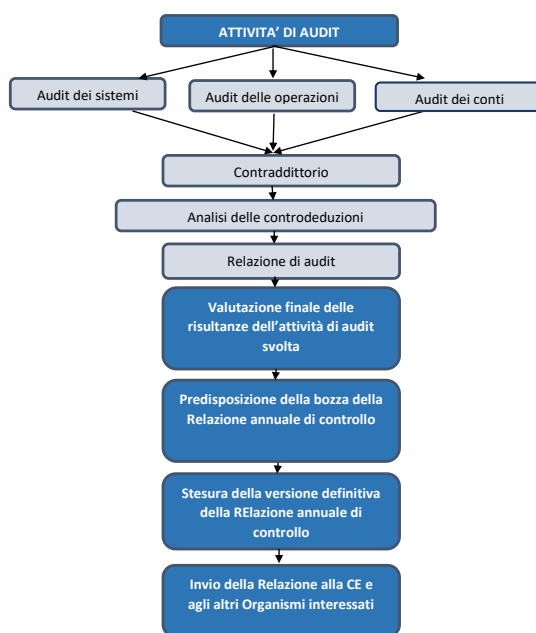 ATTIVITA’ DI AUDIT
Audit dei sistemi
Audit delle operazioni
Audit dei conti
Contraddittorio
Analisi delle controdeduzioni
Relazione di audit
Valutazione finale delle
risultanze dell’attività di audit
svolta
Predisposizione della bozza della
Relazione annuale di controllo
Stesura della versione definitiva
della RElazione annuale di
controllo
Invio della Relazione alla CE e
agli altri Organismi interessati